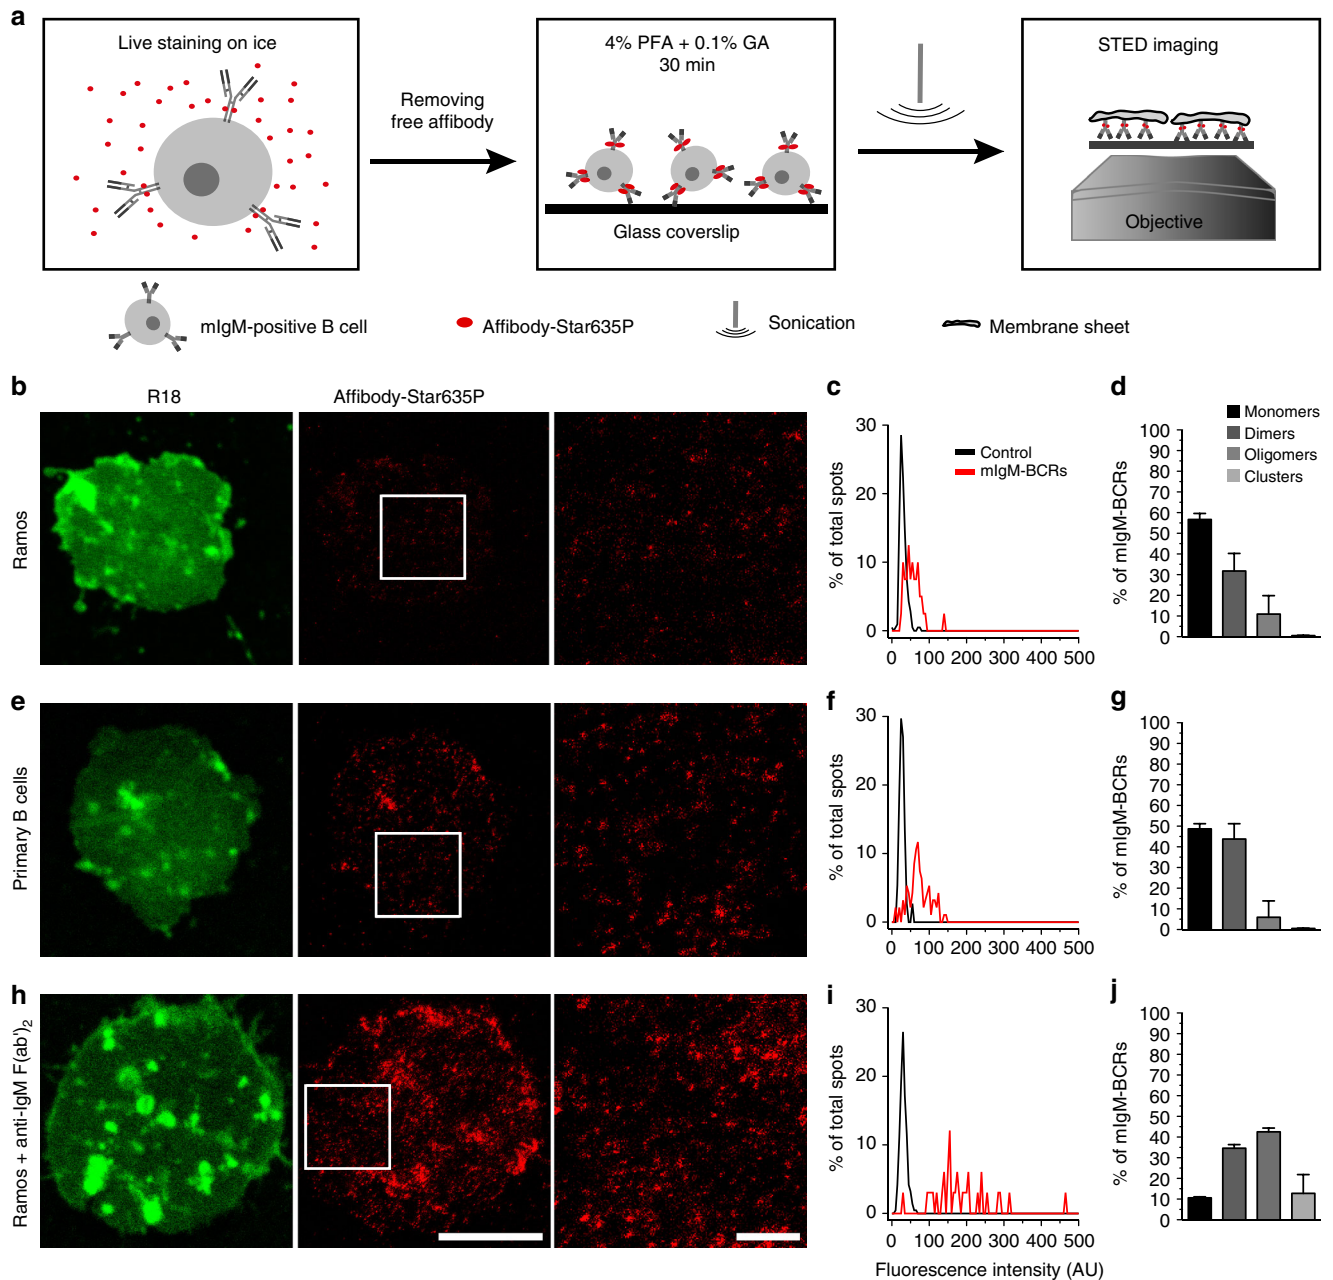 a
Live staining on ice
Removing
free affibody
4% PFA + 0.1% GA
30 min
Glass coverslip
STED imaging
Objective
mIgM-positive B cell
Affibody-Star635P
Sonication
Membrane sheet
b
R18
Affibody-Star635P
Ramos
c
% of total spots
30
20
10
0
Control
mIgM-BCRs
0 100 200 300 400 500
d
% of mIgM-BCRs
100
90
80
70
60
50
40
30
20
10
0
Monomers
Dimers
Oligomers
Clusters
e
Primary B cells
f
% of total spots
30
20
10
0
0 100 200 300 400 500
g
% of mIgM-BCRs
100
90
80
70
60
50
40
30
20
10
0
h
Ramos + anti-IgM F(ab')₂
i
% of total spots
30
20
10
0
0 100 200 300 400 500
Fluorescence intensity (AU)
j
% of mIgM-BCRs
100
90
80
70
60
50
40
30
20
10
0